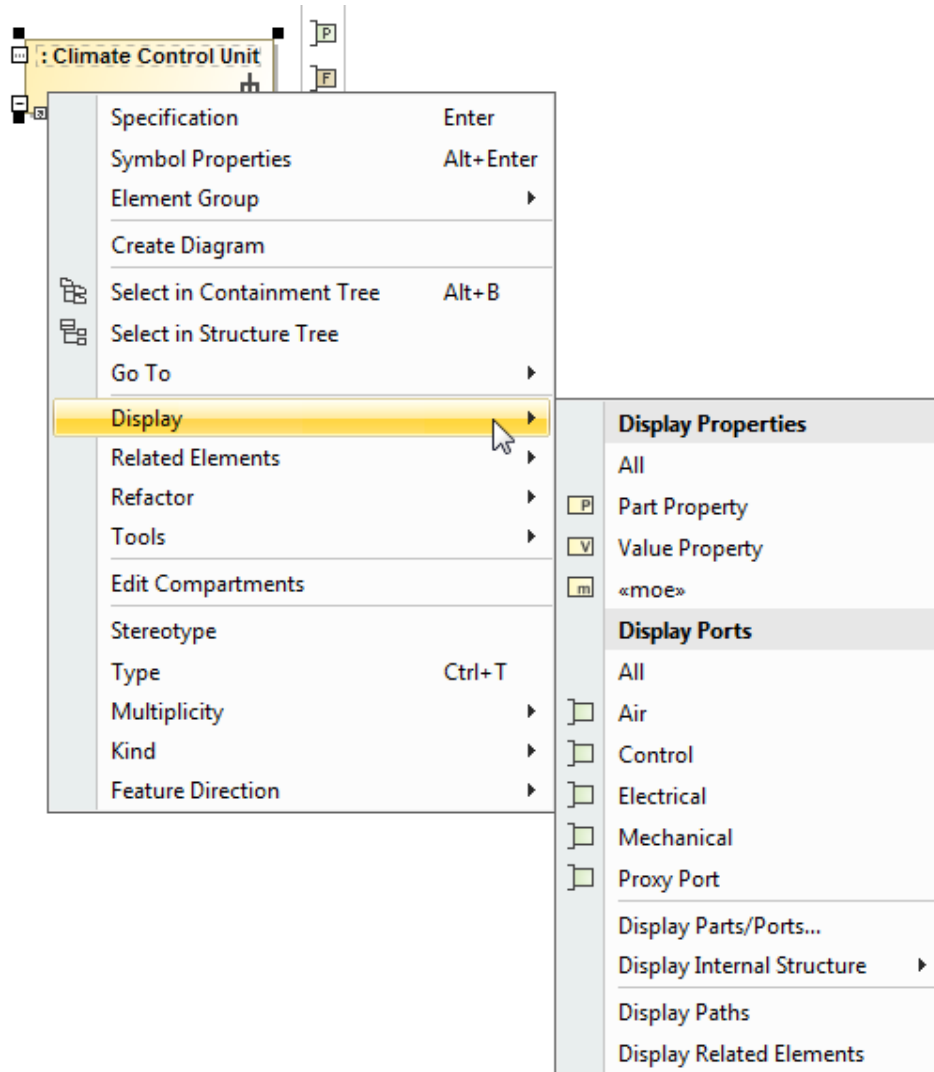 P
: Climate Control Unit
F
Specification Enter
Symbol Properties Alt+Enter
Element Group
Create Diagram
Select in Containment Tree Alt+B
Select in Structure Tree
Go To
Display
Related Elements
Refactor
Tools
Edit Compartments
Stereotype
Type Ctrl+T
Multiplicity
Kind
Feature Direction
Display Properties
All
P Part Property
V Value Property
m «moe»
Display Ports
All
Air
Control
Electrical
Mechanical
Proxy Port
Display Parts/Ports...
Display Internal Structure
Display Paths
Display Related Elements